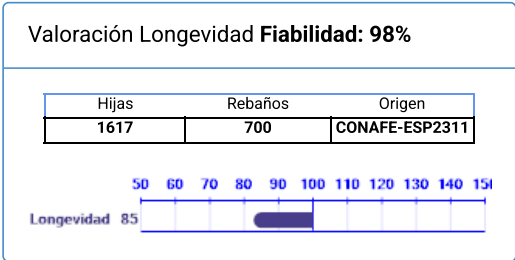 Valoración Longevidad Fiabilidad: 98%
Hijas Rebaños Origen
1617 700 CONAFE-ESP2311
50 60 70 80 90 100 110 120 130 140 15
Longevidad 85